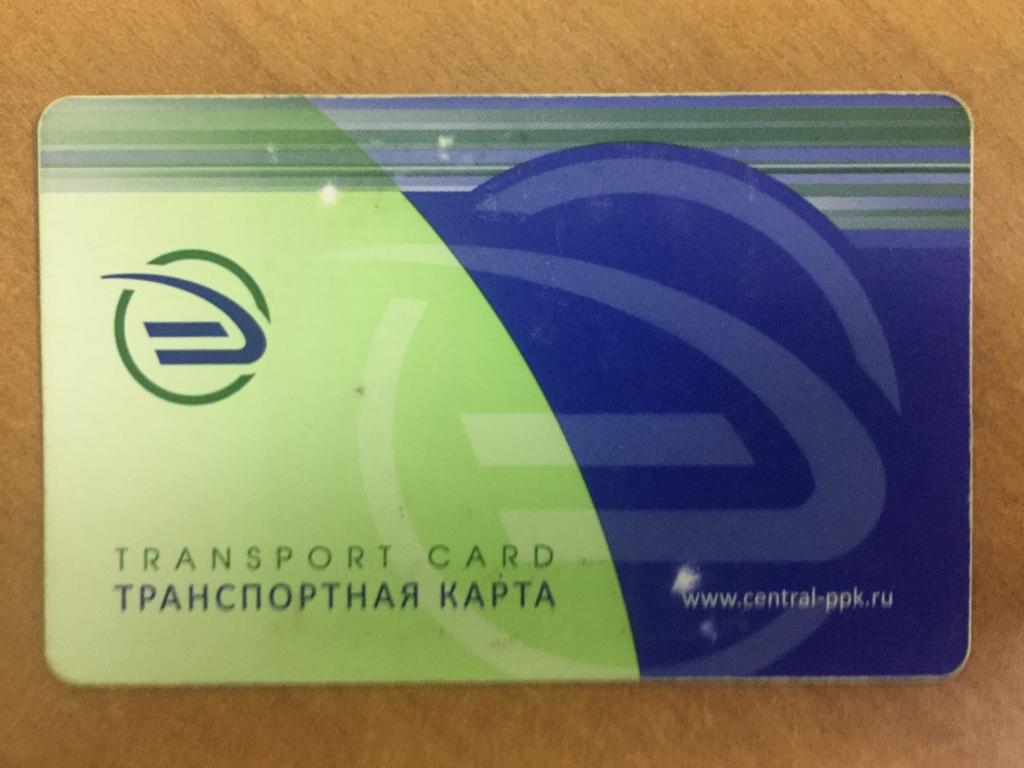 TRANSPORT CARD
ТРАНСПОРТНАЯ КАРТА
www.central-ppk.ru